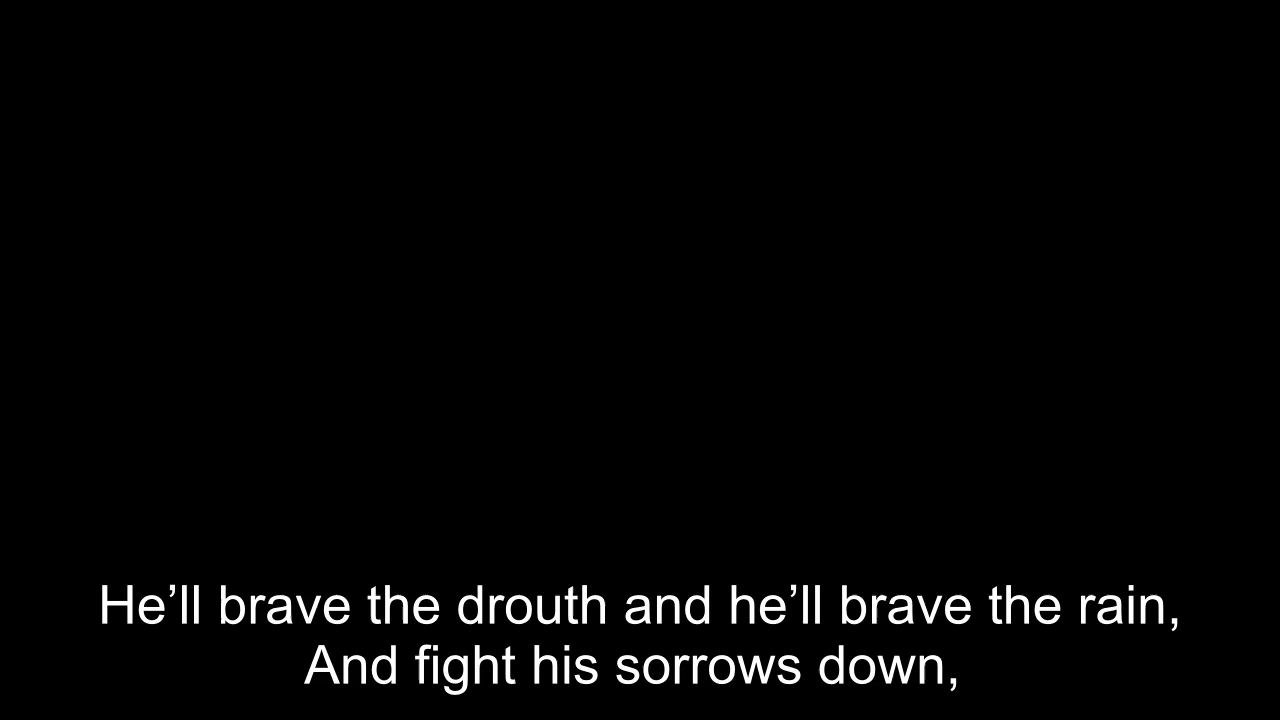 He’ll brave the drouth and he’ll brave the rain,
And fight his sorrows down,